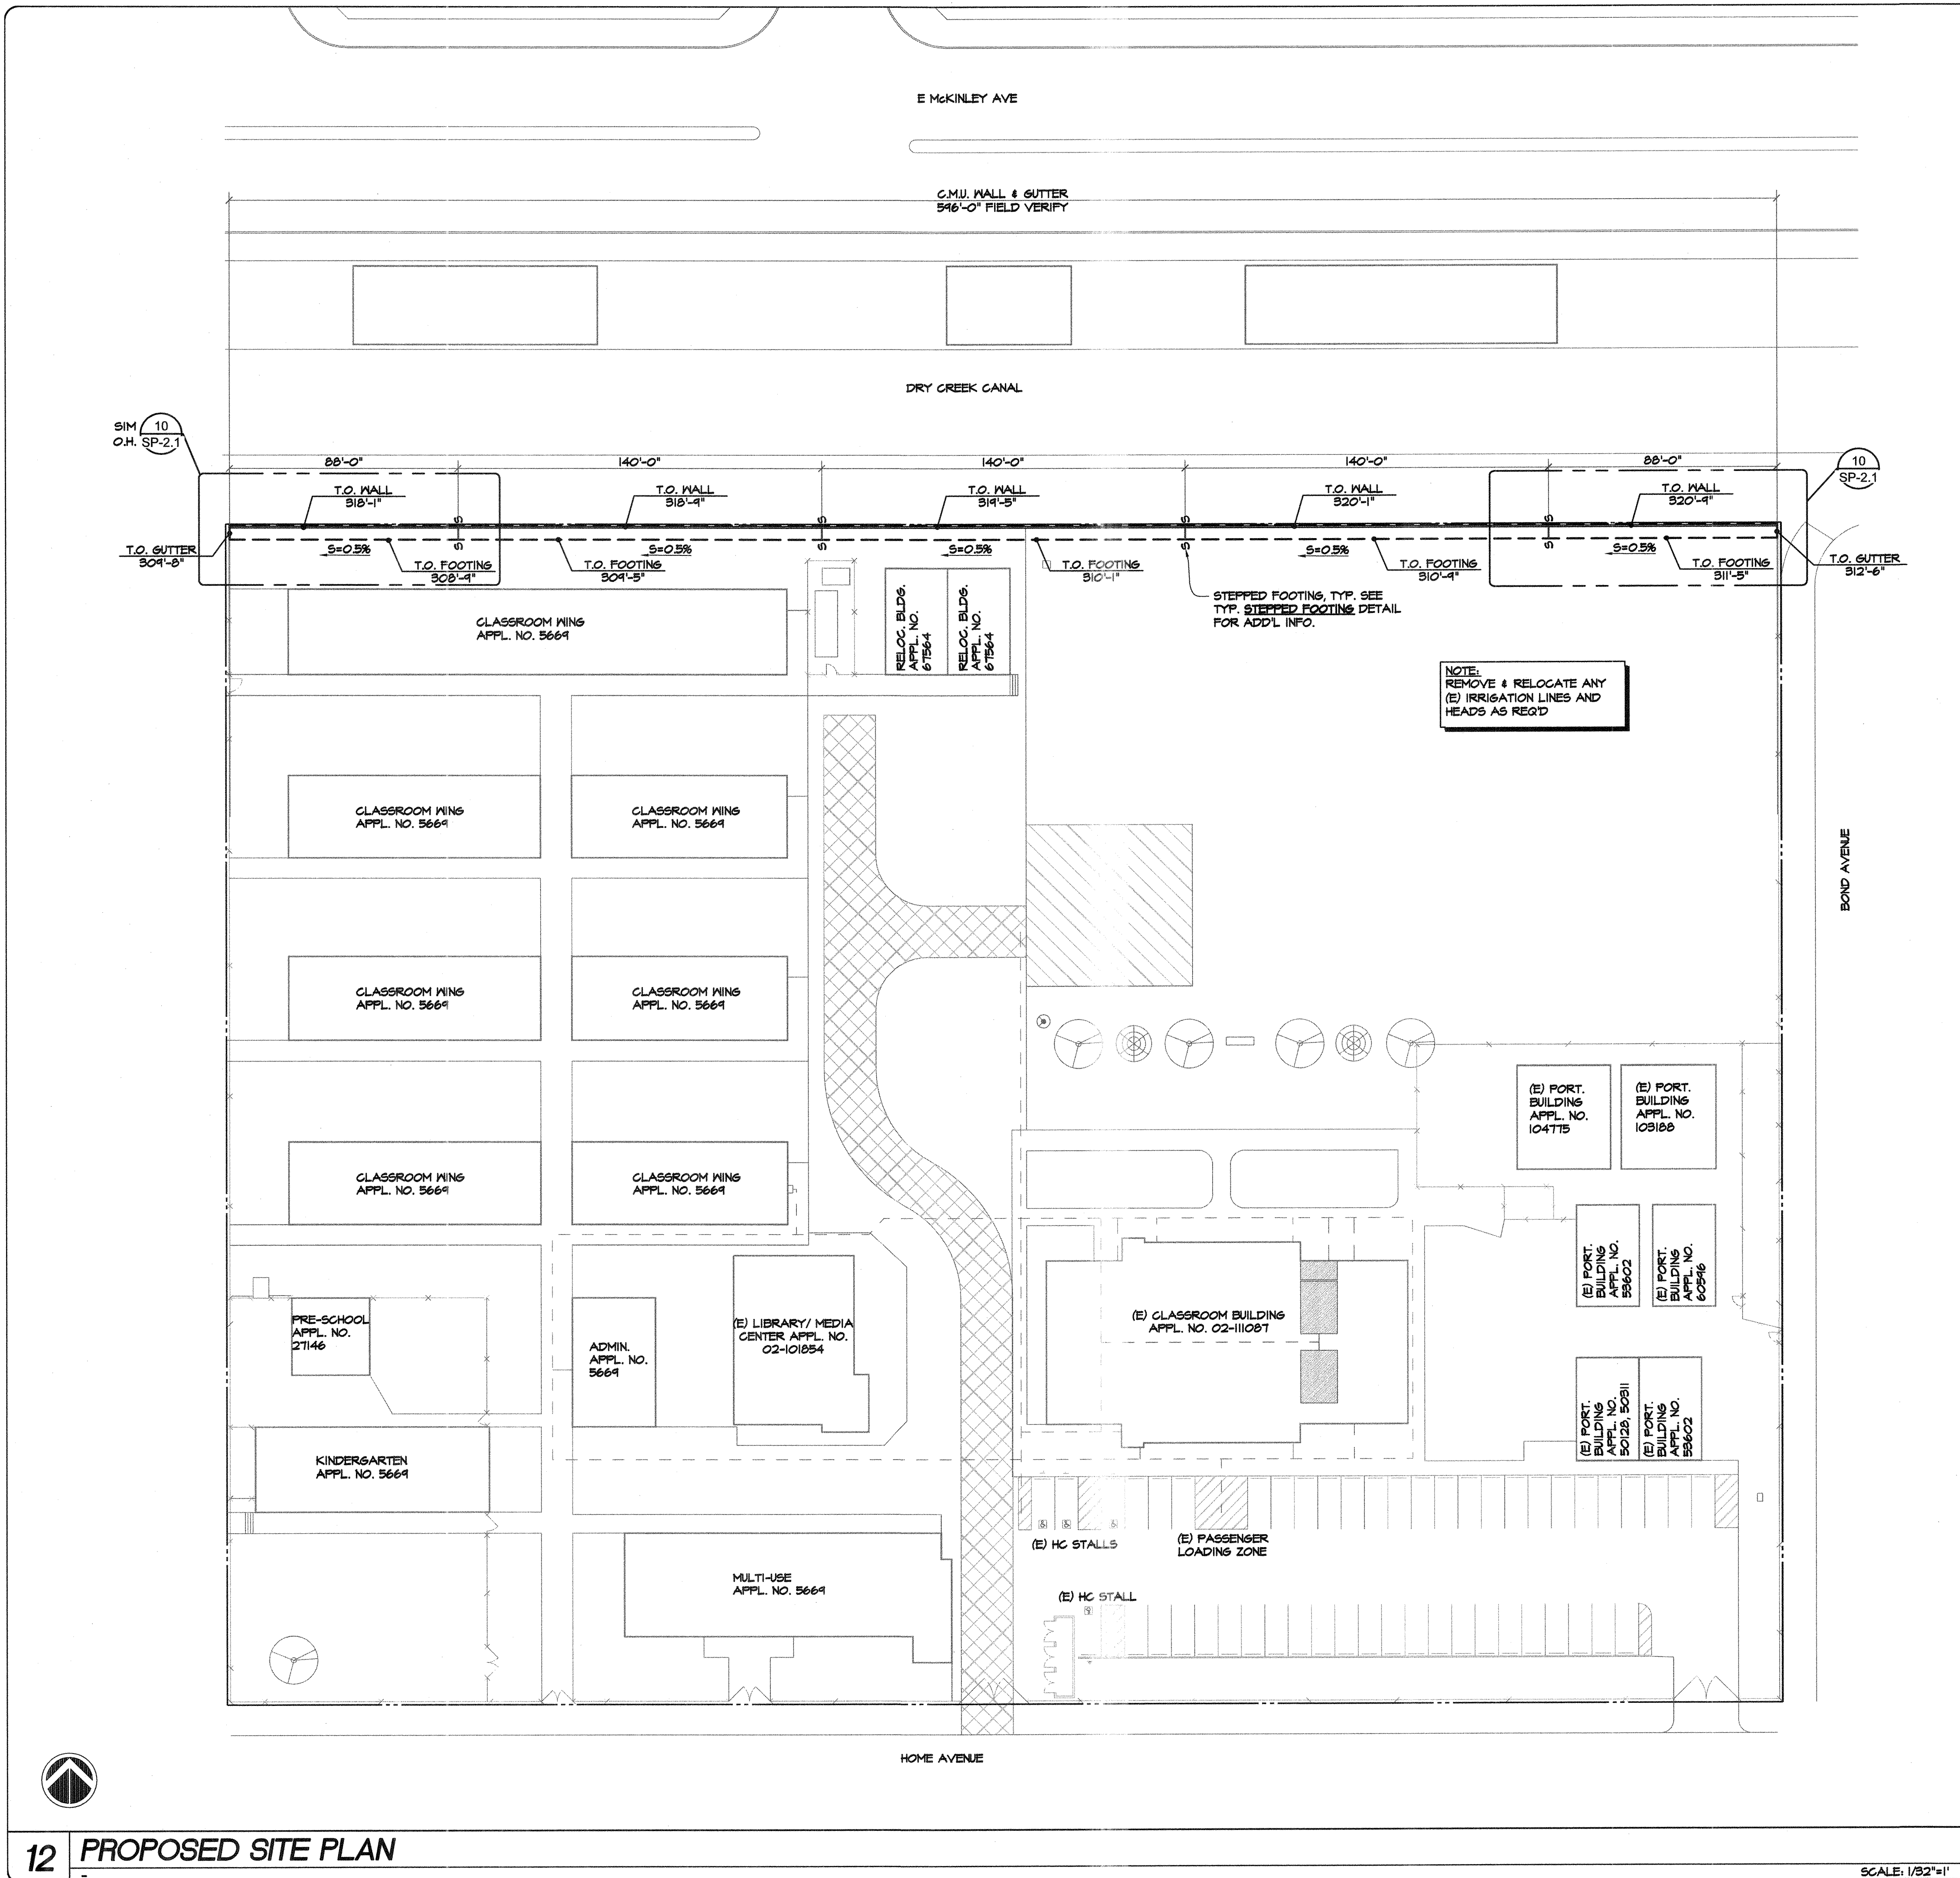 E McKINLEY AVE
C.M.U. WALL & GUTTER
596'-0" FIELD VERIFY
DRY CREEK CANAL
SIM
O.H.
10
SP-2.1
10
SP-2.1
88'-0"
140'-0"
140'-0"
140'-0"
88'-0"
T.O. WALL
318'-1"
T.O. WALL
318'-9"
T.O. WALL
319'-5"
T.O. WALL
320'-1"
T.O. WALL
320'-9"
S
S
S
S
S
S
S
S
T.O. GUTTER
309'-8"
S=0.5%
T.O. FOOTING
308'-9"
S=0.5%
T.O. FOOTING
309'-5"
S=0.5%
T.O. FOOTING
310'-1"
S=0.5%
T.O. FOOTING
310'-9"
S=0.5%
T.O. FOOTING
311'-5"
T.O. GUTTER
312'-6"
STEPPED FOOTING, TYP. SEE
TYP. STEPPED FOOTING DETAIL
FOR ADD'L INFO.
CLASSROOM WING
APPL. NO. 5669
RELOC. BLDG.
APPL. NO.
67564
RELOC. BLDG.
APPL. NO.
67564
NOTE:
REMOVE & RELOCATE ANY
(E) IRRIGATION LINES AND
HEADS AS REQ'D
CLASSROOM WING
APPL. NO. 5669
CLASSROOM WING
APPL. NO. 5669
BOND AVENUE
CLASSROOM WING
APPL. NO. 5669
CLASSROOM WING
APPL. NO. 5669
(E) PORT.
BUILDING
APPL. NO.
104775
(E) PORT.
BUILDING
APPL. NO.
103188
CLASSROOM WING
APPL. NO. 5669
CLASSROOM WING
APPL. NO. 5669
(E) PORT.
BUILDING
APPL. NO.
53602
(E) PORT.
BUILDING
APPL. NO.
60596
PRE-SCHOOL
APPL. NO.
27146
ADMIN.
APPL. NO.
5669
(E) LIBRARY/ MEDIA
CENTER APPL. NO.
02-101854
(E) CLASSROOM BUILDING
APPL. NO. 02-111087
(E) PORT.
BUILDING
APPL. NO.
50128, 50311
(E) PORT.
BUILDING
APPL. NO.
53602
KINDERGARTEN
APPL. NO. 5669
(E) HC STALLS
(E) PASSENGER
LOADING ZONE
MULTI-USE
APPL. NO. 5669
(E) HC STALL
HOME AVENUE
12
PROPOSED SITE PLAN
SCALE: 1/32"=1'